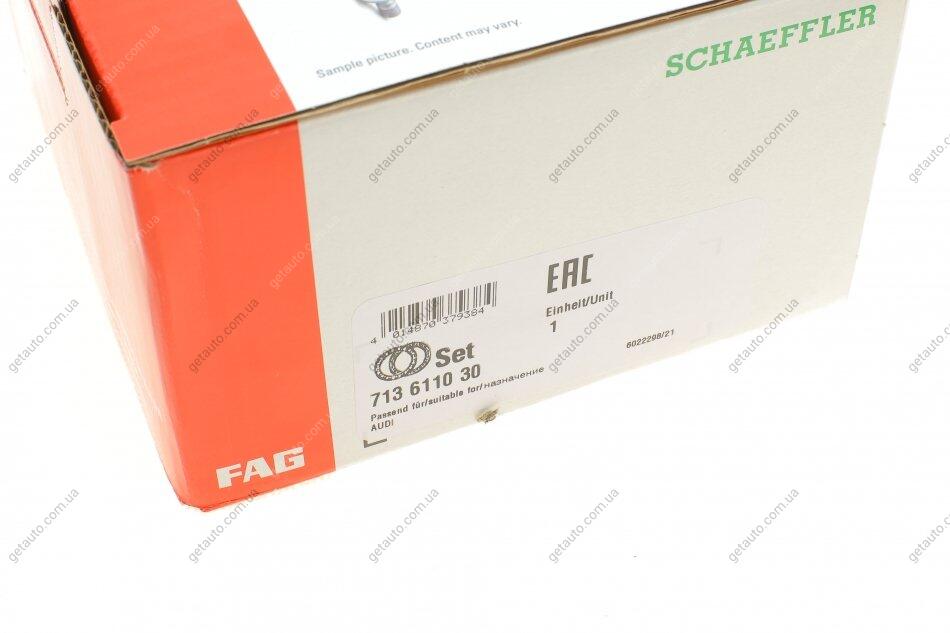 Sample picture. Content may vary.
SCHAEFFLER
4 014870 379384
EAC
Einheit/Unit
1
Set
713 6110 30
6022298/21
Passend für/suitable for/назначение
AUDI
FAG
getauto.com.ua